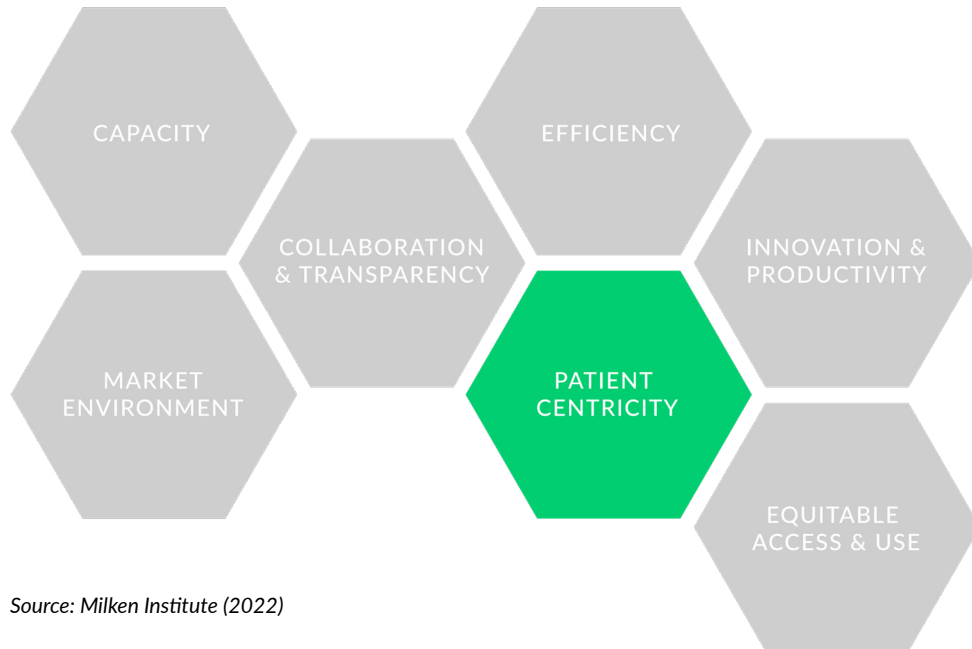 CAPACITY
EFFICIENCY
COLLABORATION
& TRANSPARENCY
INNOVATION &
PRODUCTIVITY
MARKET
ENVIRONMENT
PATIENT
CENTRICITY
EQUITABLE
ACCESS & USE
Source: Milken Institute (2022)